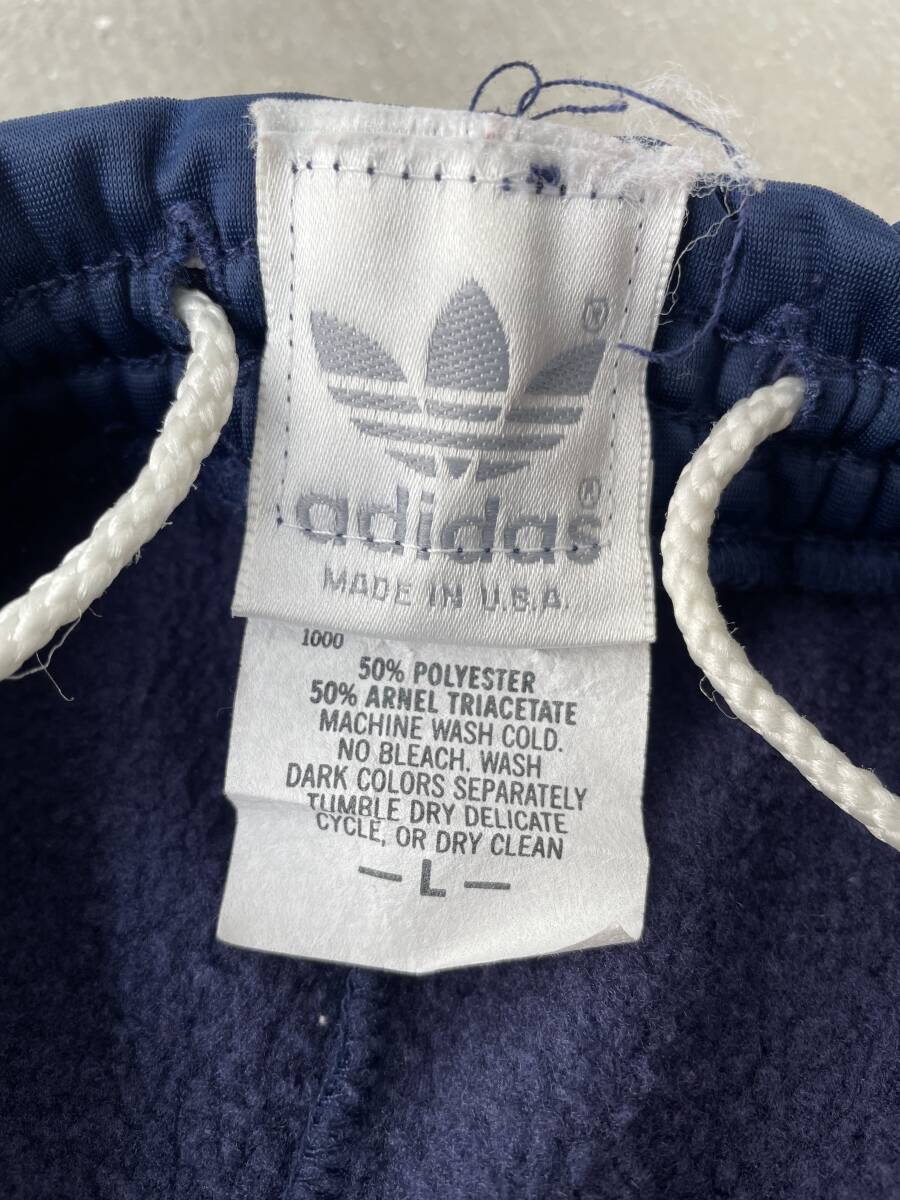 ®
adidas®
MADE IN U.S.A.
1000
50% POLYESTER
50% ARNEL TRIACETATE
MACHINE WASH COLD.
NO BLEACH. WASH
DARK COLORS SEPARATELY
TUMBLE DRY DELICATE
CYCLE, OR DRY CLEAN
— L —